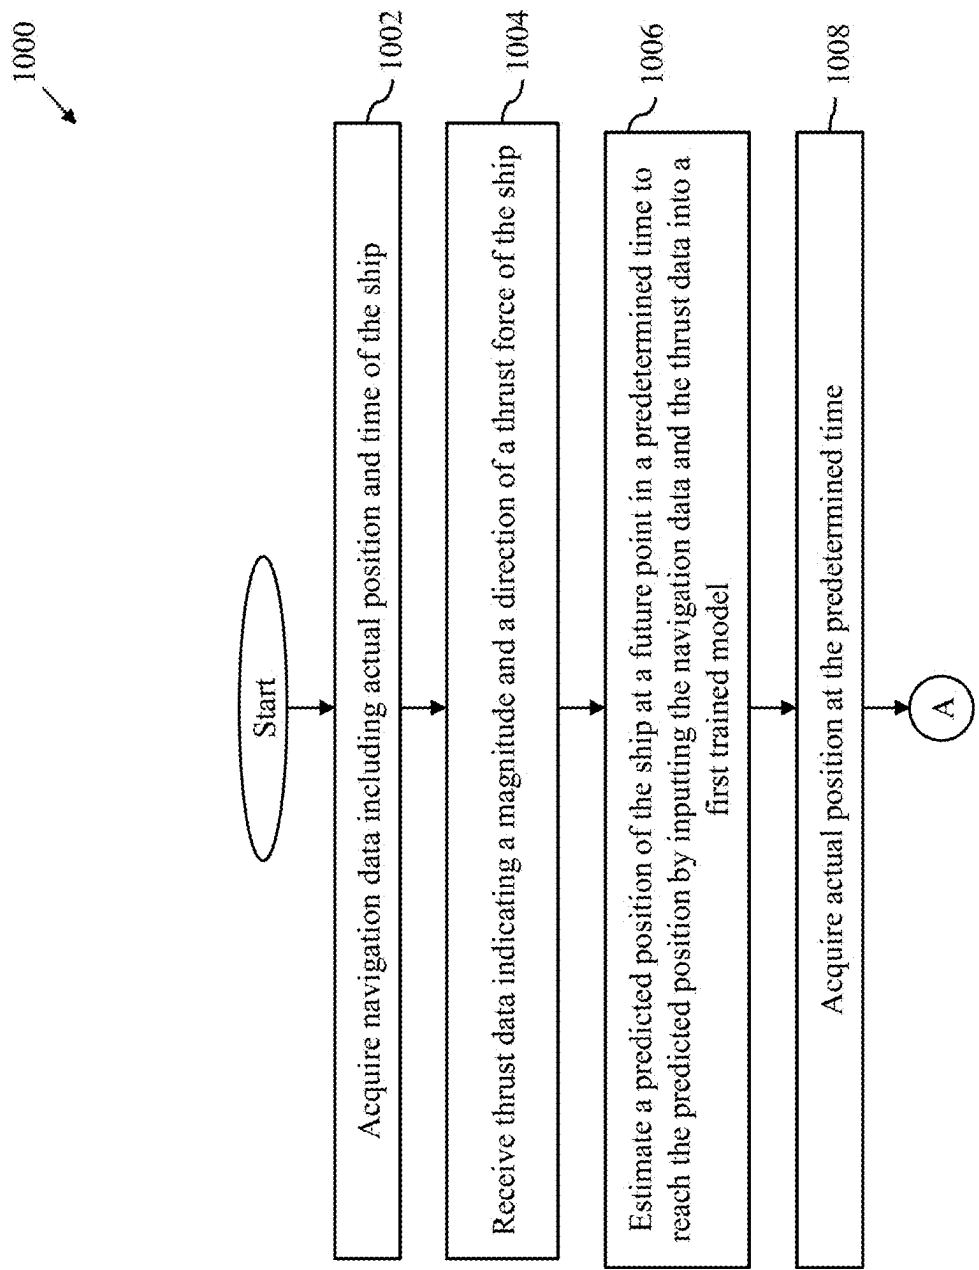 1000
Start
Acquire navigation data including actual position and time of the ship
1002
Receive thrust data indicating a magnitude and a direction of a thrust force of the ship
1004
Estimate a predicted position of the ship at a future point in a predetermined time to
reach the predicted position by inputting the navigation data and the thrust data into a
first trained model
1006
Acquire actual position at the predetermined time
1008
A